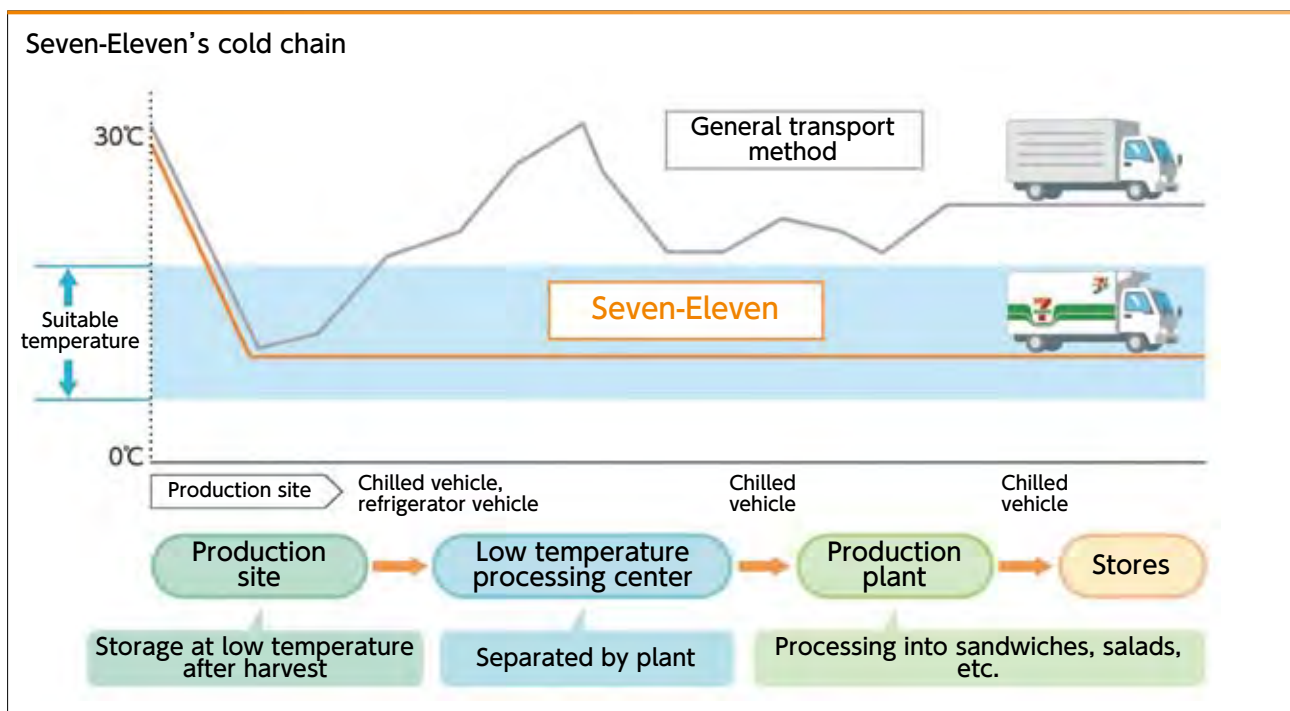 Seven-Eleven's cold chain
30℃
General transport
method
Suitable
temperature
Seven-Eleven
0℃
Production site
Chilled vehicle,
refrigerator vehicle
Chilled
vehicle
Chilled
vehicle
Production
site
Low temperature
processing center
Production
plant
Stores
Storage at low temperature
after harvest
Separated by plant
Processing into sandwiches, salads,
etc.